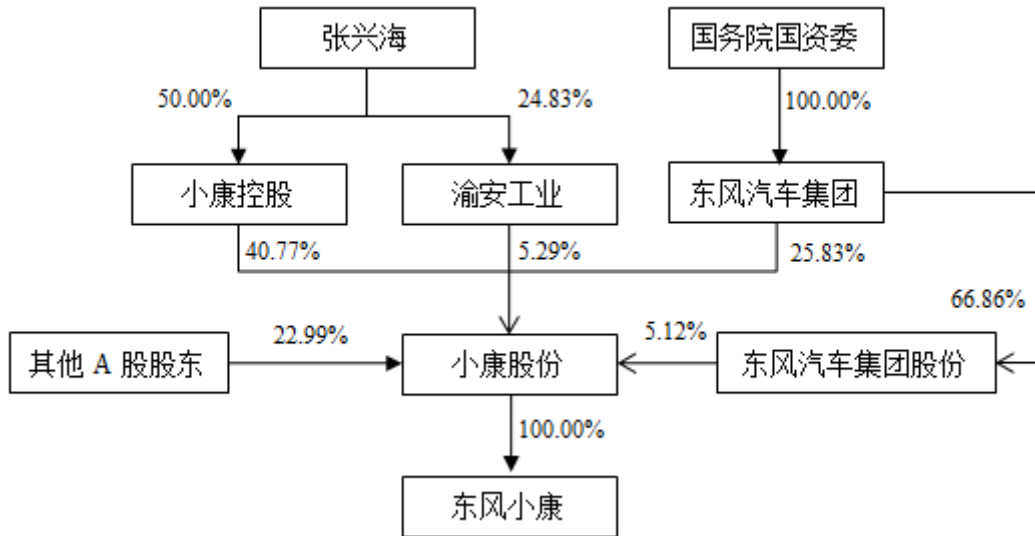 张兴海
国务院国资委
50.00%
24.83%
100.00%
小康控股
渝安工业
东风汽车集团
40.77%
5.29%
25.83%
66.86%
其他 A 股股东
22.99%
小康股份
5.12%
东风汽车集团股份
100.00%
东风小康